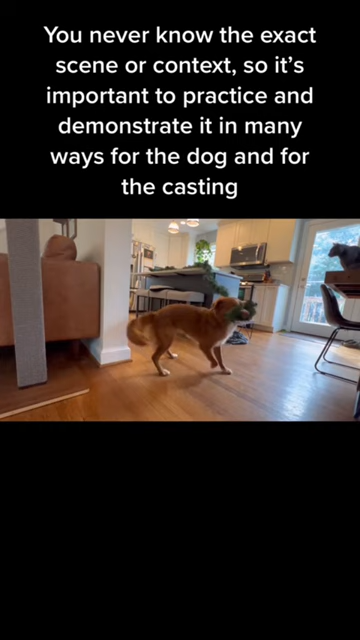 You never know the exact
scene or context, so it’s
important to practice and
demonstrate it in many
ways for the dog and for
the casting